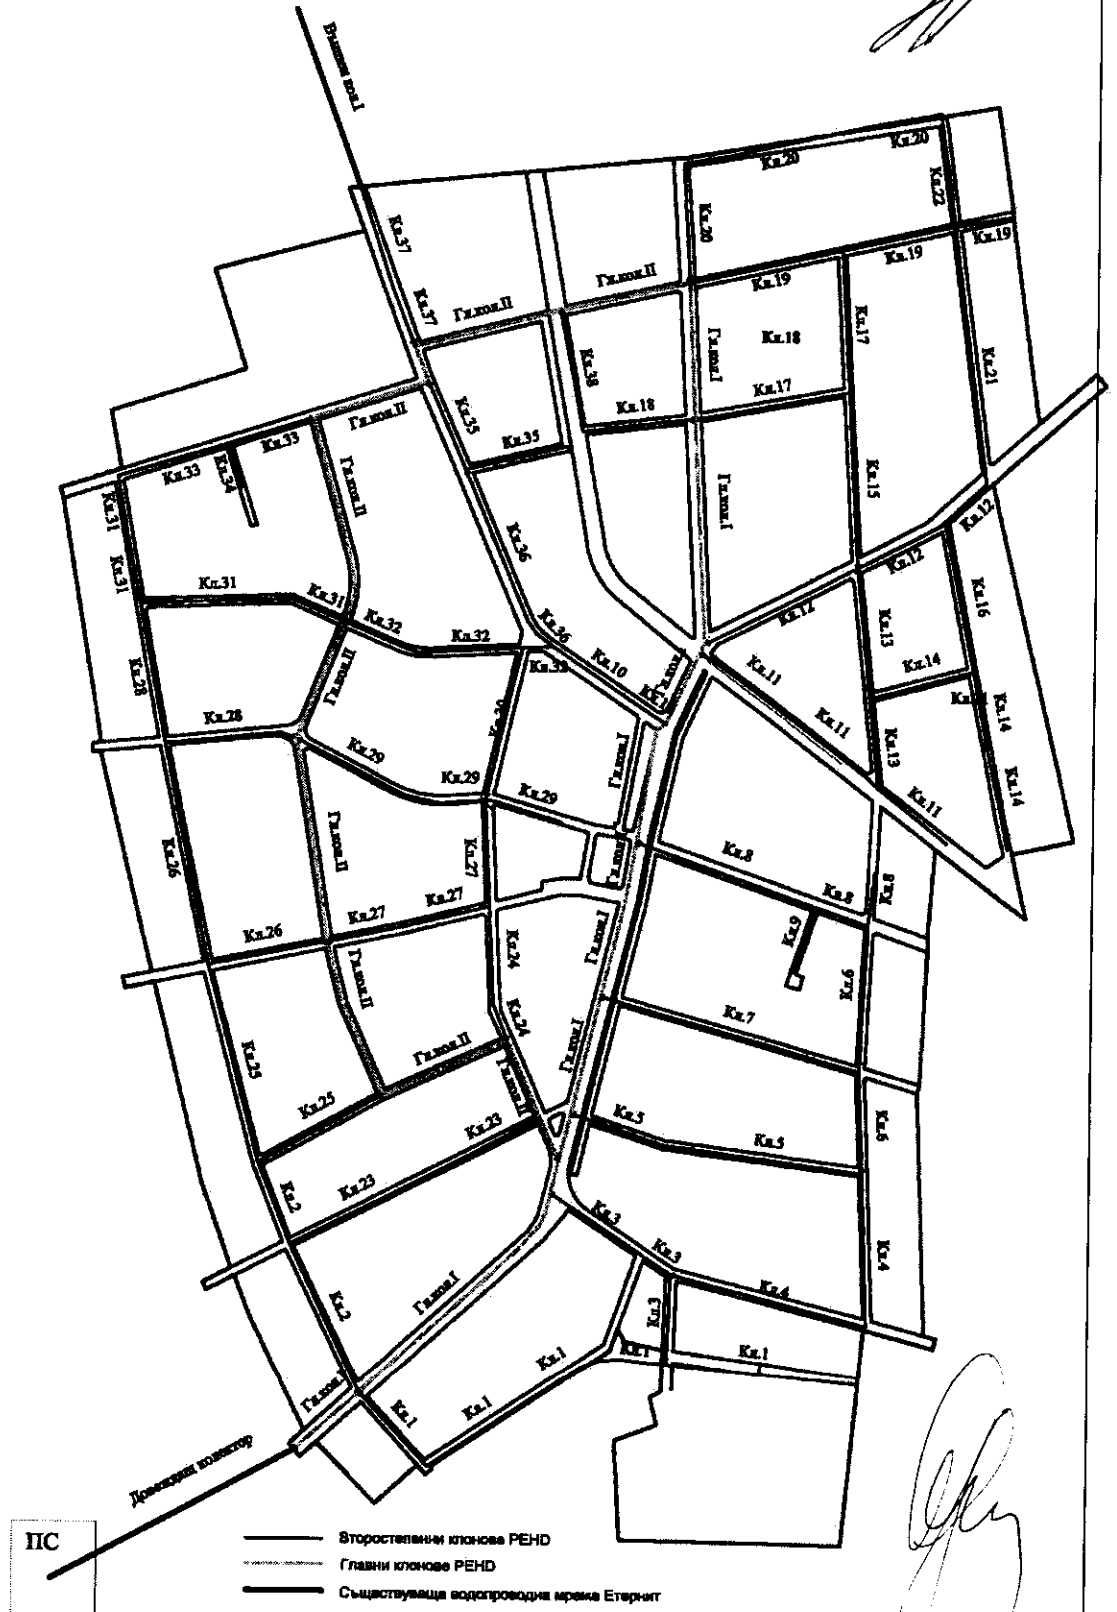 Външен кол.I
Кл.20
Кл.20
Кл.22
Кл.37
Кл.20
Кл.19
Кл.19
Гл.кол.II
Кл.19
Гл.кол.II
Кл.37
Кл.17
Кл.18
Гл.кол.I
Кл.38
Кл.21
Кл.17
Кл.18
Гл.кол.II
Кл.35
Кл.35
Кл.33
Кл.33
Кл.34
Гл.кол.II
Кл.15
Гл.кол.I
Кл.31
Кл.12
Кл.36
Кл.12
Кл.31
Кл.31
Кл.31
Кл.16
Кл.12
Кл.32
Кл.32
Кл.36
Кл.13
Кл.10
Кл.11
Кл.14
Гл.кол.I
Кл.28
Гл.кол.II
Кл.14
Кл.28
Кл.11
Кл.29
Кл.13
Гл.кол.I
Кл.29
Кл.29
Кл.14
Кл.11
Гл.кол.II
Кл.26
Кл.27
Кл.8
Кл.8
Кл.8
Кл.27
Кл.27
Кл.26
Кл.9
Гл.кол.I
Кл.24
Гл.кол.II
Кл.6
Кл.7
Кл.24
Гл.кол.I
Гл.кол.II
Кл.25
Гл.кол.II
Кл.25
Кл.5
Кл.23
Кл.6
Кл.5
Кл.23
Кл.2
Кл.3
Кл.3
Кл.4
Гл.кол.I
Кл.4
Кл.2
Кл.3
Кл.1
Кл.1
Кл.1
Кл.1
Кл.1
Довеждащ колектор
ПС
Второстепенни клонове PEHD
Главни клонове PEHD
Съществуваща водопроводна мрежа Етернит